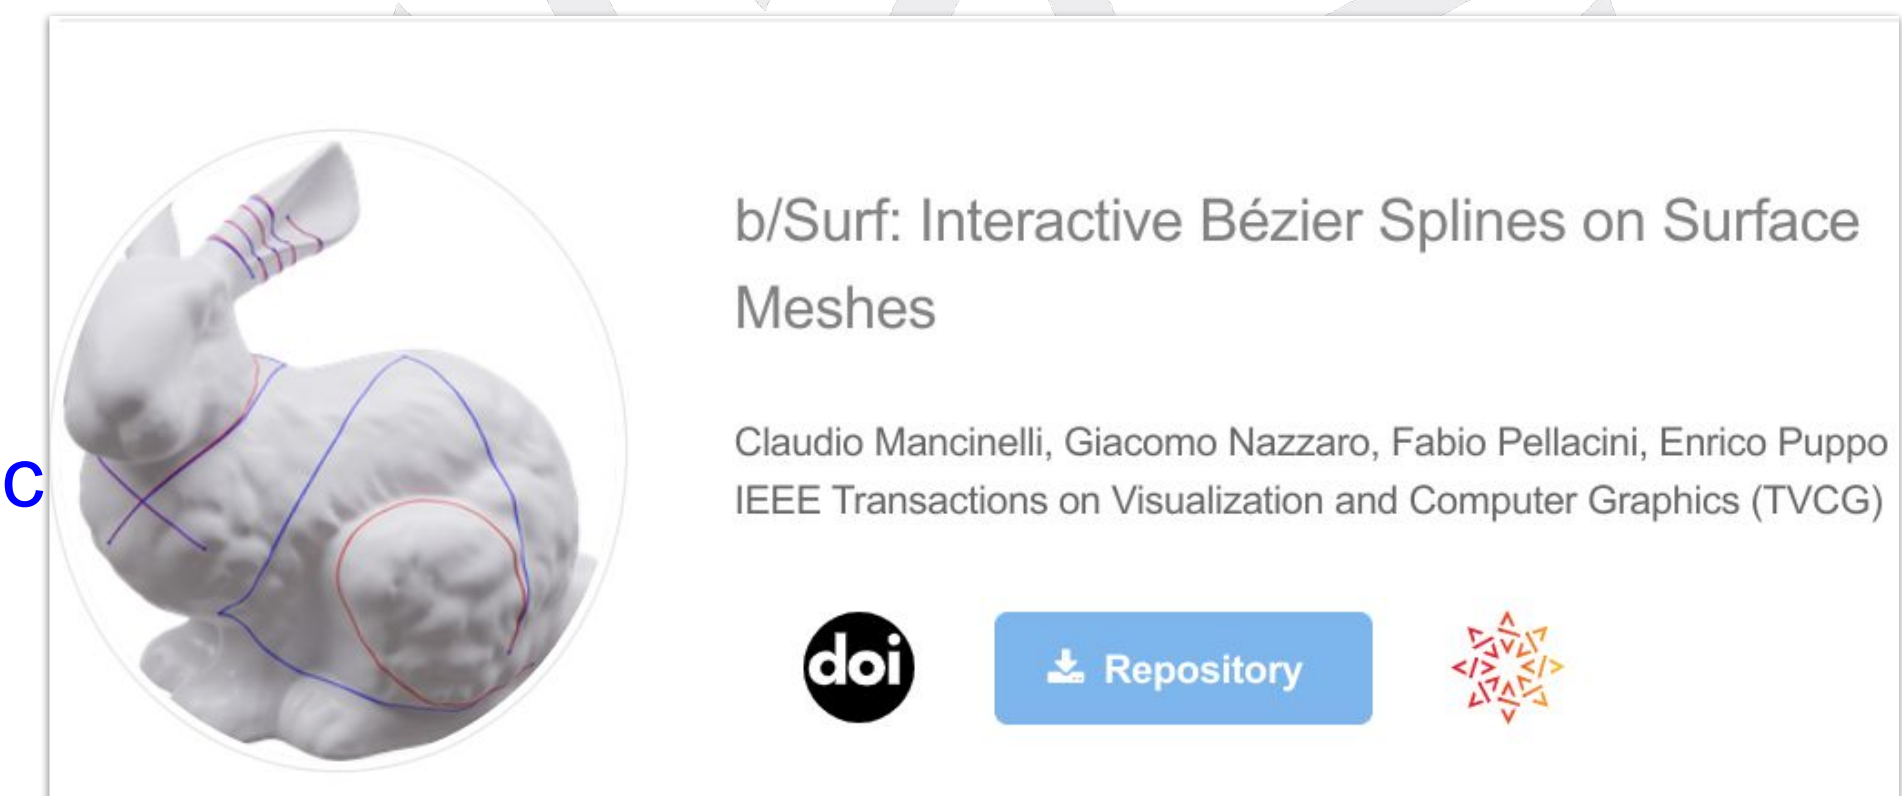 b/Surf: Interactive Bézier Splines on Surface
Meshes
Claudio Mancinelli, Giacomo Nazzaro, Fabio Pellacini, Enrico Puppo
IEEE Transactions on Visualization and Computer Graphics (TVCG)
c
doi
Repository